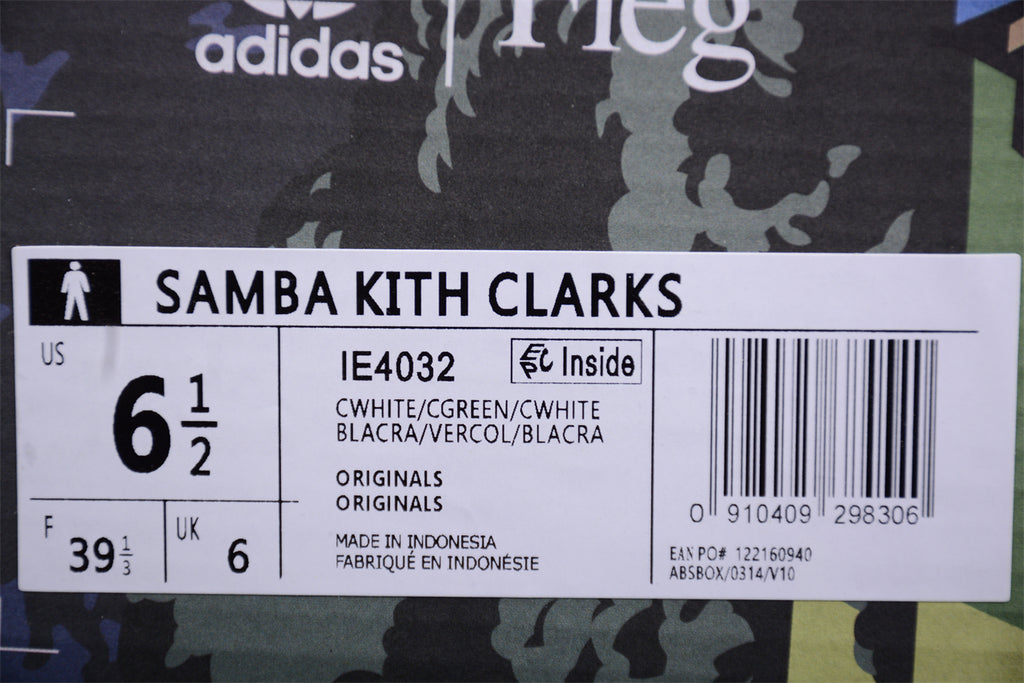 adidas
SAMBA KITH CLARKS
US
6 1/2
F
39 1/3
UK
6
IE4032
Inside
CWHITE/CGREEN/CWHITE
BLACRA/VERCOL/BLACRA
ORIGINALS
ORIGINALS
MADE IN INDONESIA
FABRIQUÉ EN INDONÉSIE
0 910409 298306
EAN PO# 122160940
ABSBOX/0314/V10